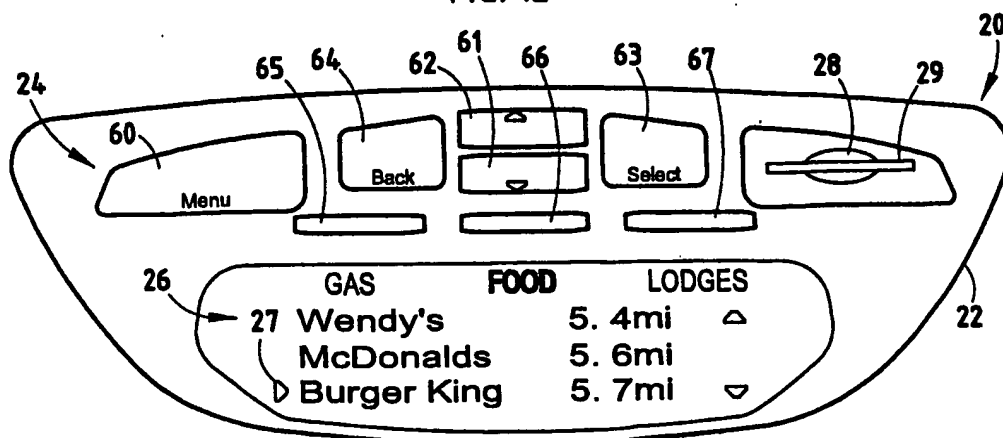 20
61
66
62
63
67
28
29
64
65
24
60
Back
Select
Menu
26
GAS FOOD LODGES
27 Wendy's 5. 4mi
McDonalds 5. 6mi
Burger King 5. 7mi
22